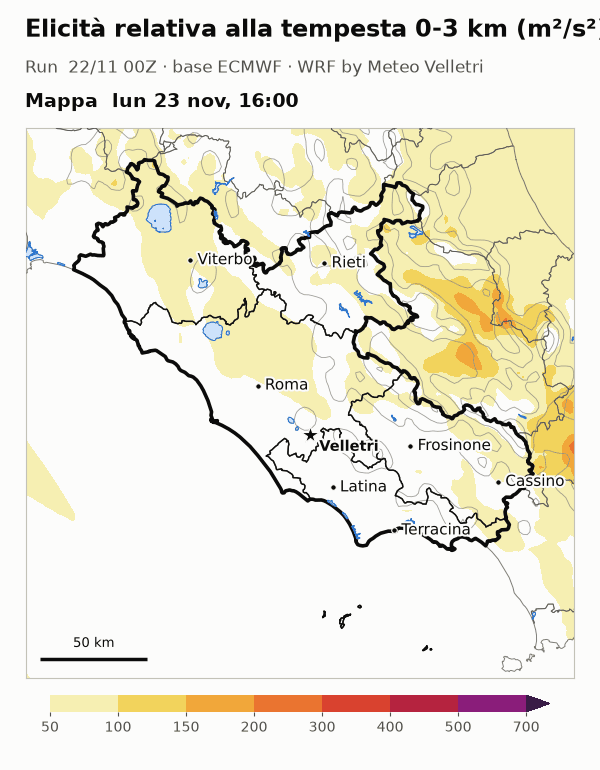 Elicità relativa alla tempesta 0-3 km (m²/s²)
Run 22/11 00Z · base ECMWF · WRF by Meteo Velletri
Mappa lun 23 nov, 16:00
Viterbo
Rieti
Roma
Velletri
Frosinone
Cassino
Latina
Terracina
50 km
50 100 150 200 300 400 500 700